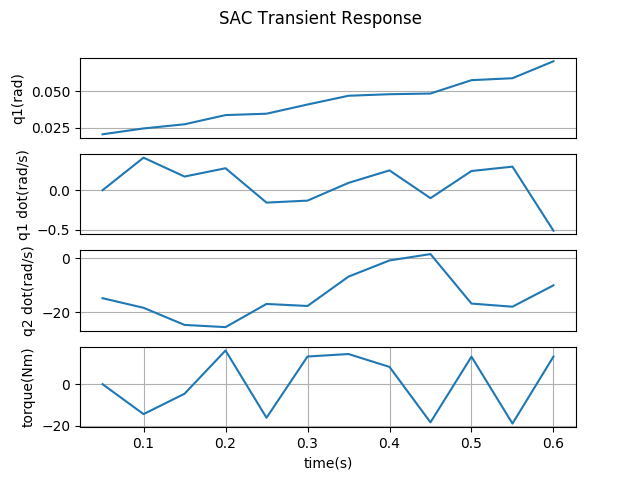 SAC Transient Response
q1(rad)
0.050
0.025
q1 dot(rad/s)
0.0
−0.5
q2 dot(rad/s)
0
−20
torque(Nm)
0
−20
0.1 0.2 0.3 0.4 0.5 0.6
time(s)